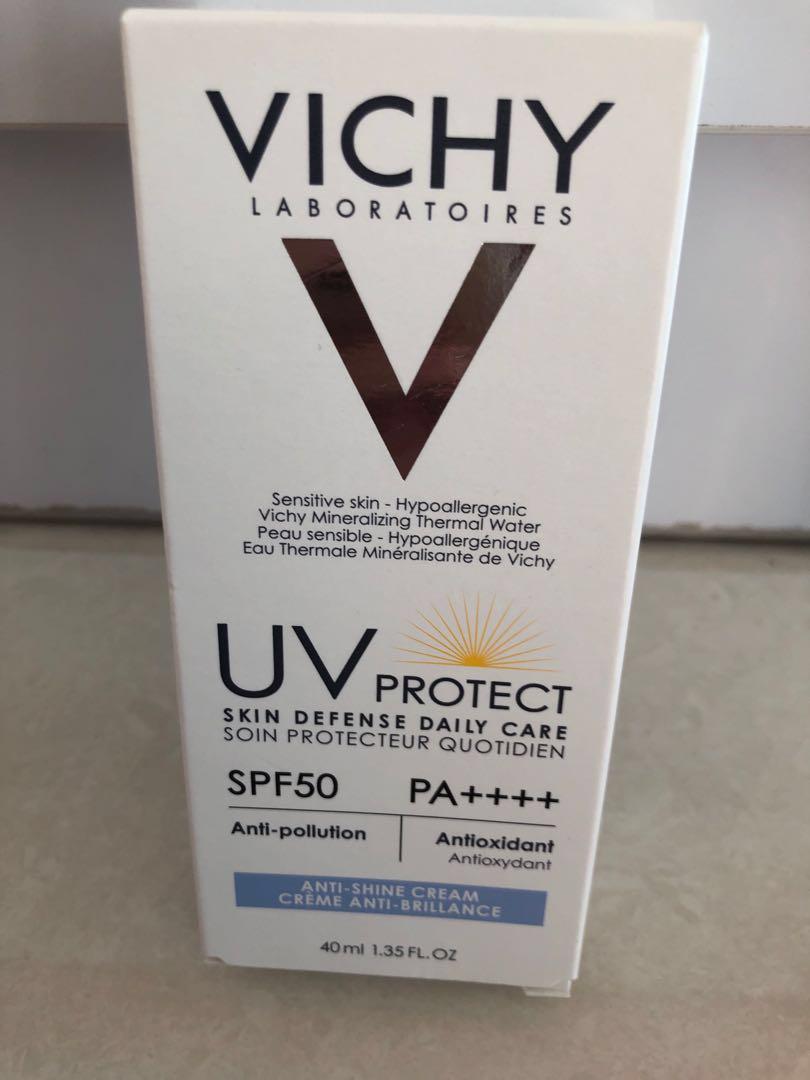 VICHY
LABORATOIRES
V
Sensitive skin - Hypoallergenic
Vichy Mineralizing Thermal Water
Peau sensible - Hypoallergénique
Eau Thermale Minéralisante de Vichy
UV PROTECT
SKIN DEFENSE DAILY CARE
SOIN PROTECTEUR QUOTIDIEN
SPF50 PA++++
Anti-pollution Antioxidant
Antioxydant
ANTI-SHINE CREAM
CRÈME ANTI-BRILLANCE
40 ml 1.35 FL.OZ